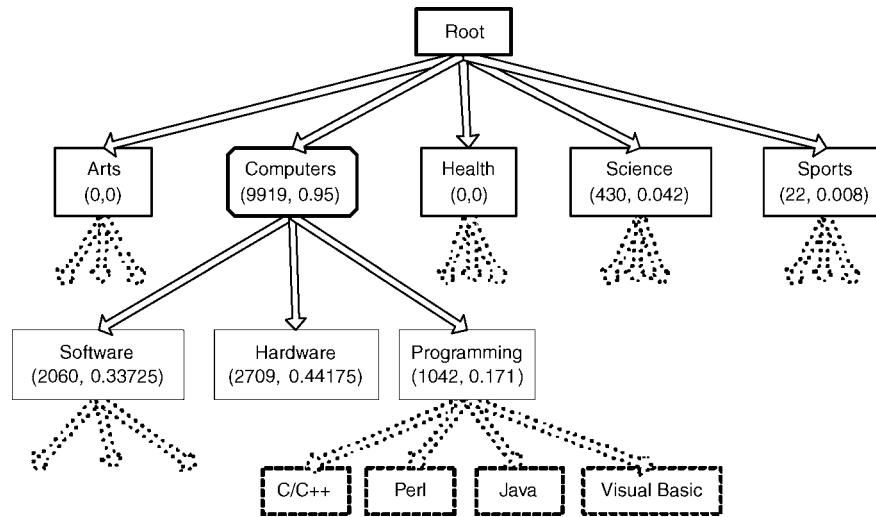 Root
Arts
(0,0)
Computers
(9919, 0.95)
Health
(0,0)
Science
(430, 0.042)
Sports
(22, 0.008)
Software
(2060, 0.33725)
Hardware
(2709, 0.44175)
Programming
(1042, 0.171)
C/C++
Perl
Java
Visual Basic